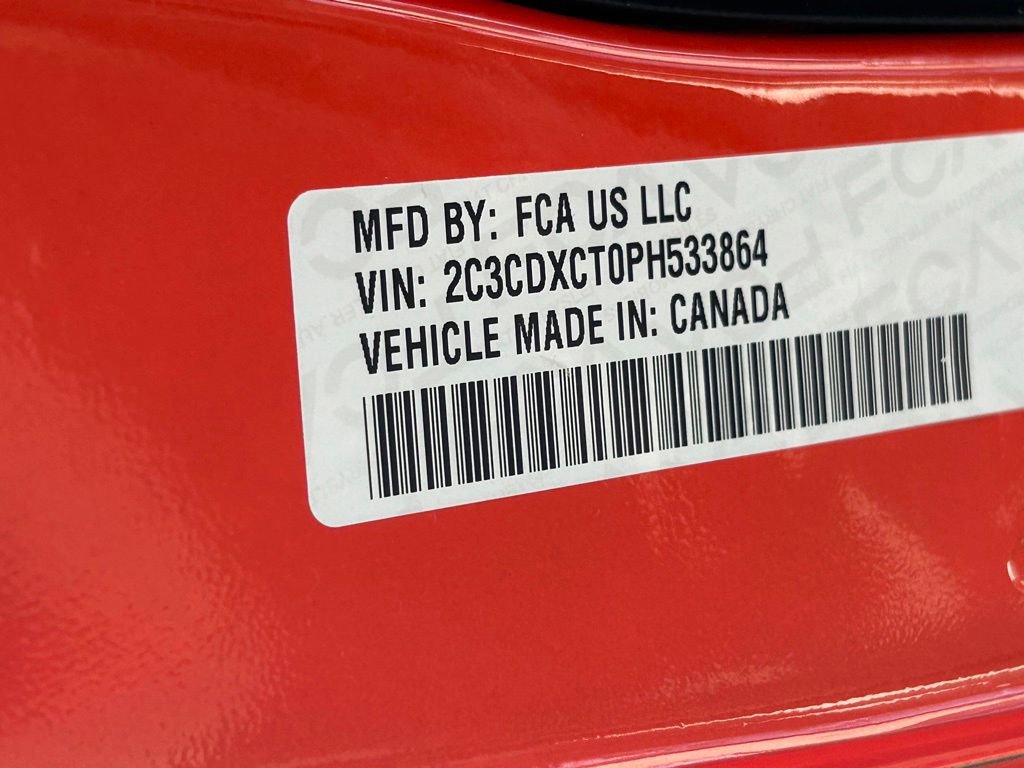 MFD BY: FCA US LLC
VIN: 2C3CDXCT0PH533864
VEHICLE MADE IN: CANADA